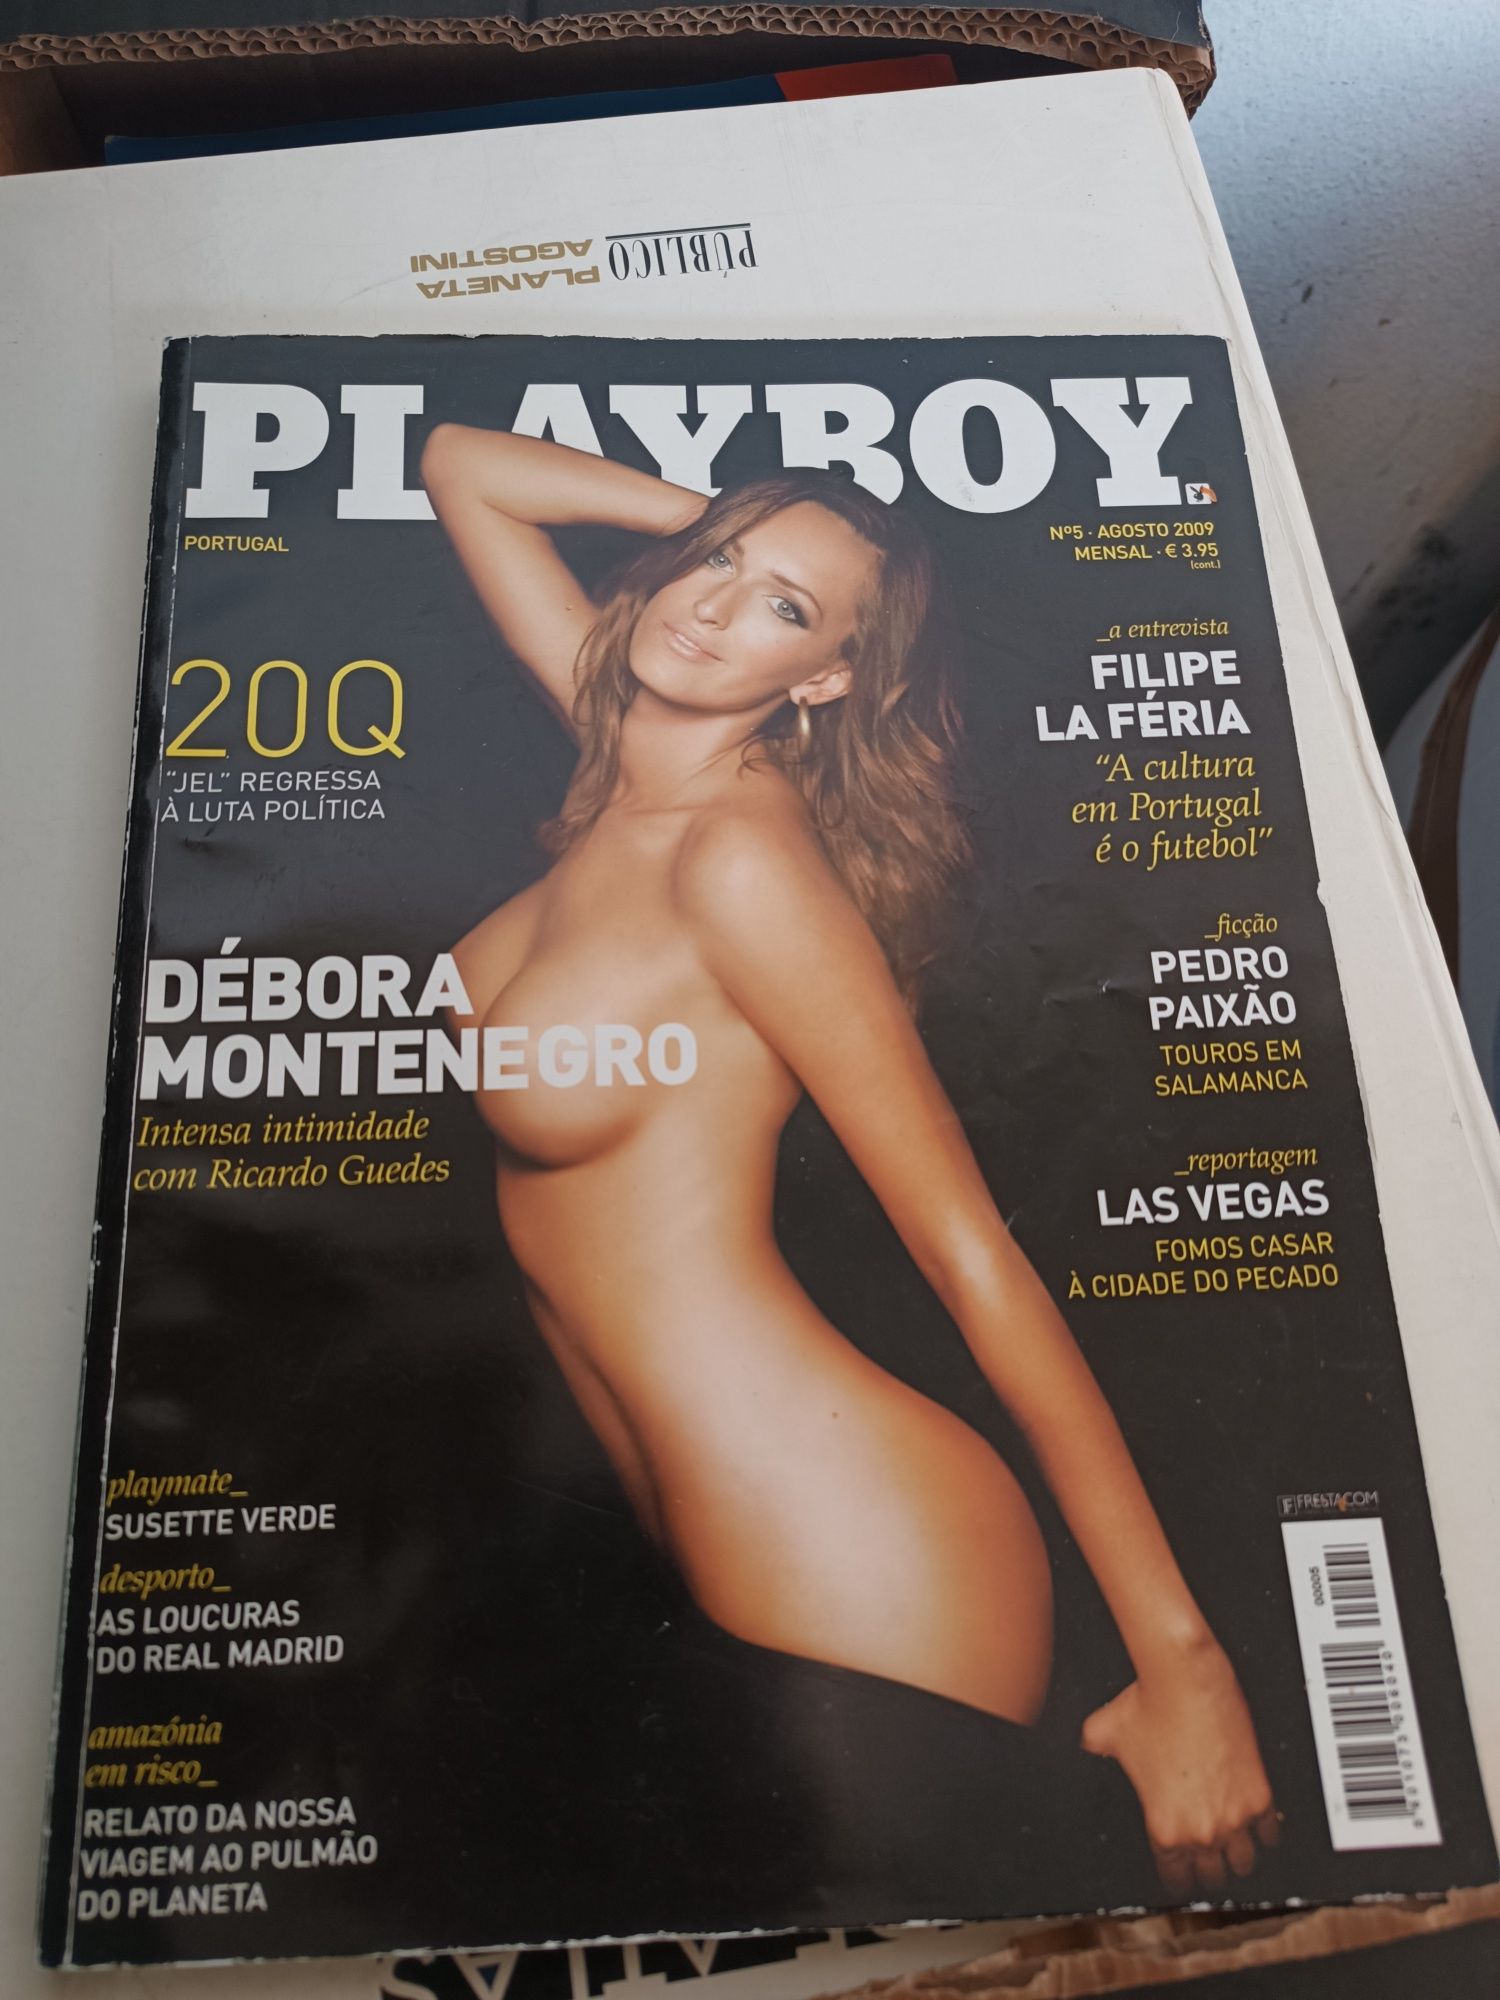 PÚBLICO
PLANETA
AGOSTINI
PLAYBOY
PORTUGAL
Nº5 · AGOSTO 2009
MENSAL · € 3.95
(cont.)
20Q
"JEL" REGRESSA
À LUTA POLÍTICA
_a entrevista
FILIPE
LA FÉRIA
“A cultura
em Portugal
é o futebol”
DÉBORA
MONTENEGRO
Intensa intimidade
com Ricardo Guedes
_ficção
PEDRO
PAIXÃO
TOUROS EM
SALAMANCA
_reportagem
LAS VEGAS
FOMOS CASAR
À CIDADE DO PECADO
playmate_
SUSETTE VERDE
desporto_
AS LOUCURAS
DO REAL MADRID
amazónia
em risco_
RELATO DA NOSSA
VIAGEM AO PULMÃO
DO PLANETA
FRESTACOM
00005